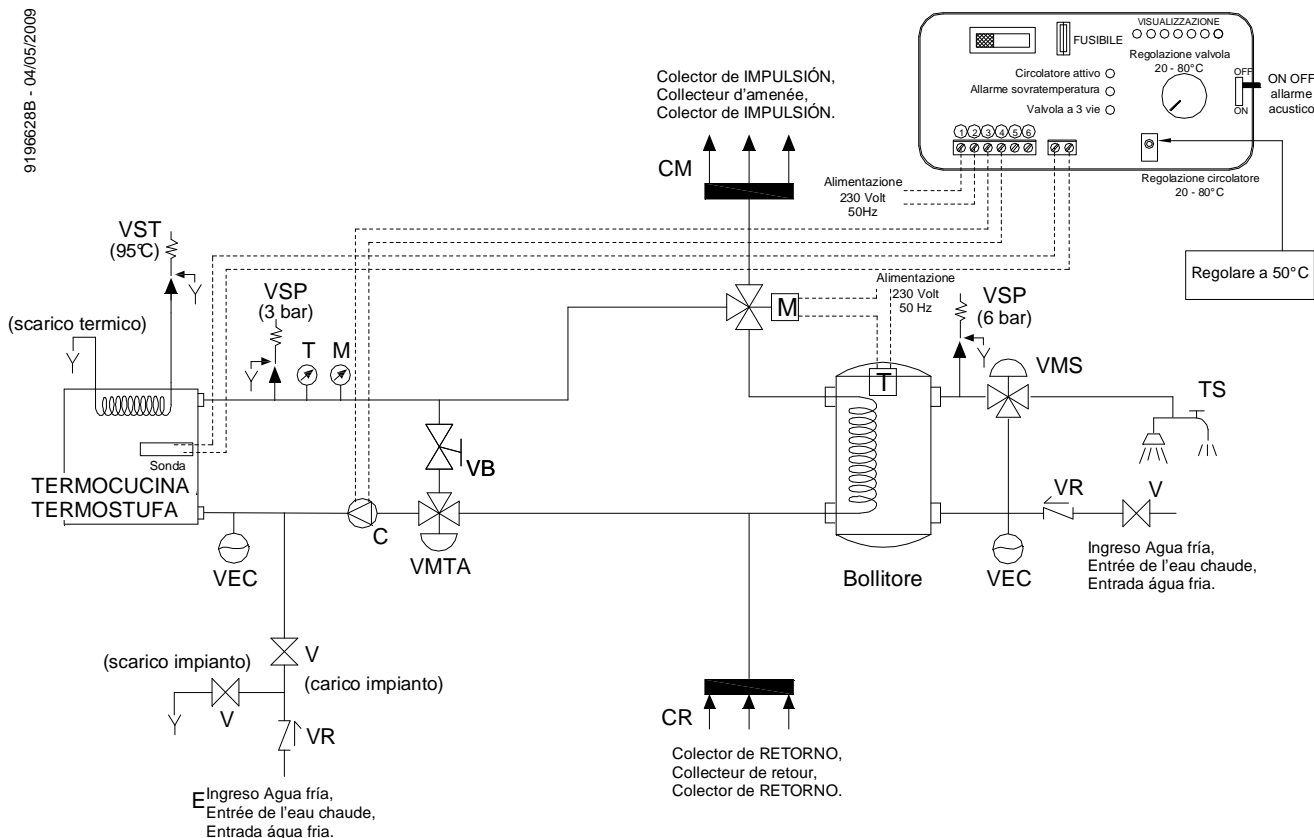 9196628B - 04/05/2009
VISUALIZZAZIONE
FUSIBILE
Regolazione valvola
20 - 80°C
Circolatore attivo
Allarme sovratemperatura
Valvola a 3 vie
OFF
ON
ON OFF
allarme
acustico
1 2 3 4 5 6
Regolazione circolatore
20 - 80°C
Regolare a 50°C
Alimentazione
230 Volt
50Hz
Colector de IMPULSIÓN,
Collecteur d'amenée,
Colector de IMPULSIÓN.
CM
VST
(95°C)
(scarico termico)
VSP
(3 bar)
T
M
M
Alimentazione
230 Volt
50 Hz
VSP
(6 bar)
VMS
TS
T
Sonda
TERMOCUCINA
TERMOSTUFA
VB
C
VMTA
VEC
Bollitore
VEC
VR
V
Ingreso Agua fría,
Entrée de l'eau chaude,
Entrada água fria.
V
(carico impianto)
(scarico impianto)
V
VR
E
Ingreso Agua fría,
Entrée de l'eau chaude,
Entrada água fria.
CR
Colector de RETORNO,
Collecteur de retour,
Colector de RETORNO.